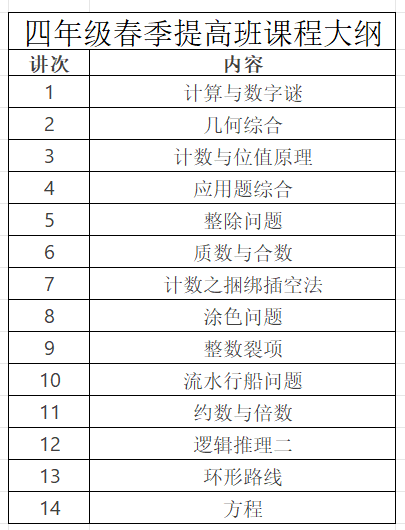 四年级春季提高班课程大纲
讲次 内容
1 计算与数字谜
2 几何综合
3 计数与位值原理
4 应用题综合
5 整除问题
6 质数与合数
7 计数之捆绑插空法
8 涂色问题
9 整数裂项
10 流水行船问题
11 约数与倍数
12 逻辑推理二
13 环形路线
14 方程